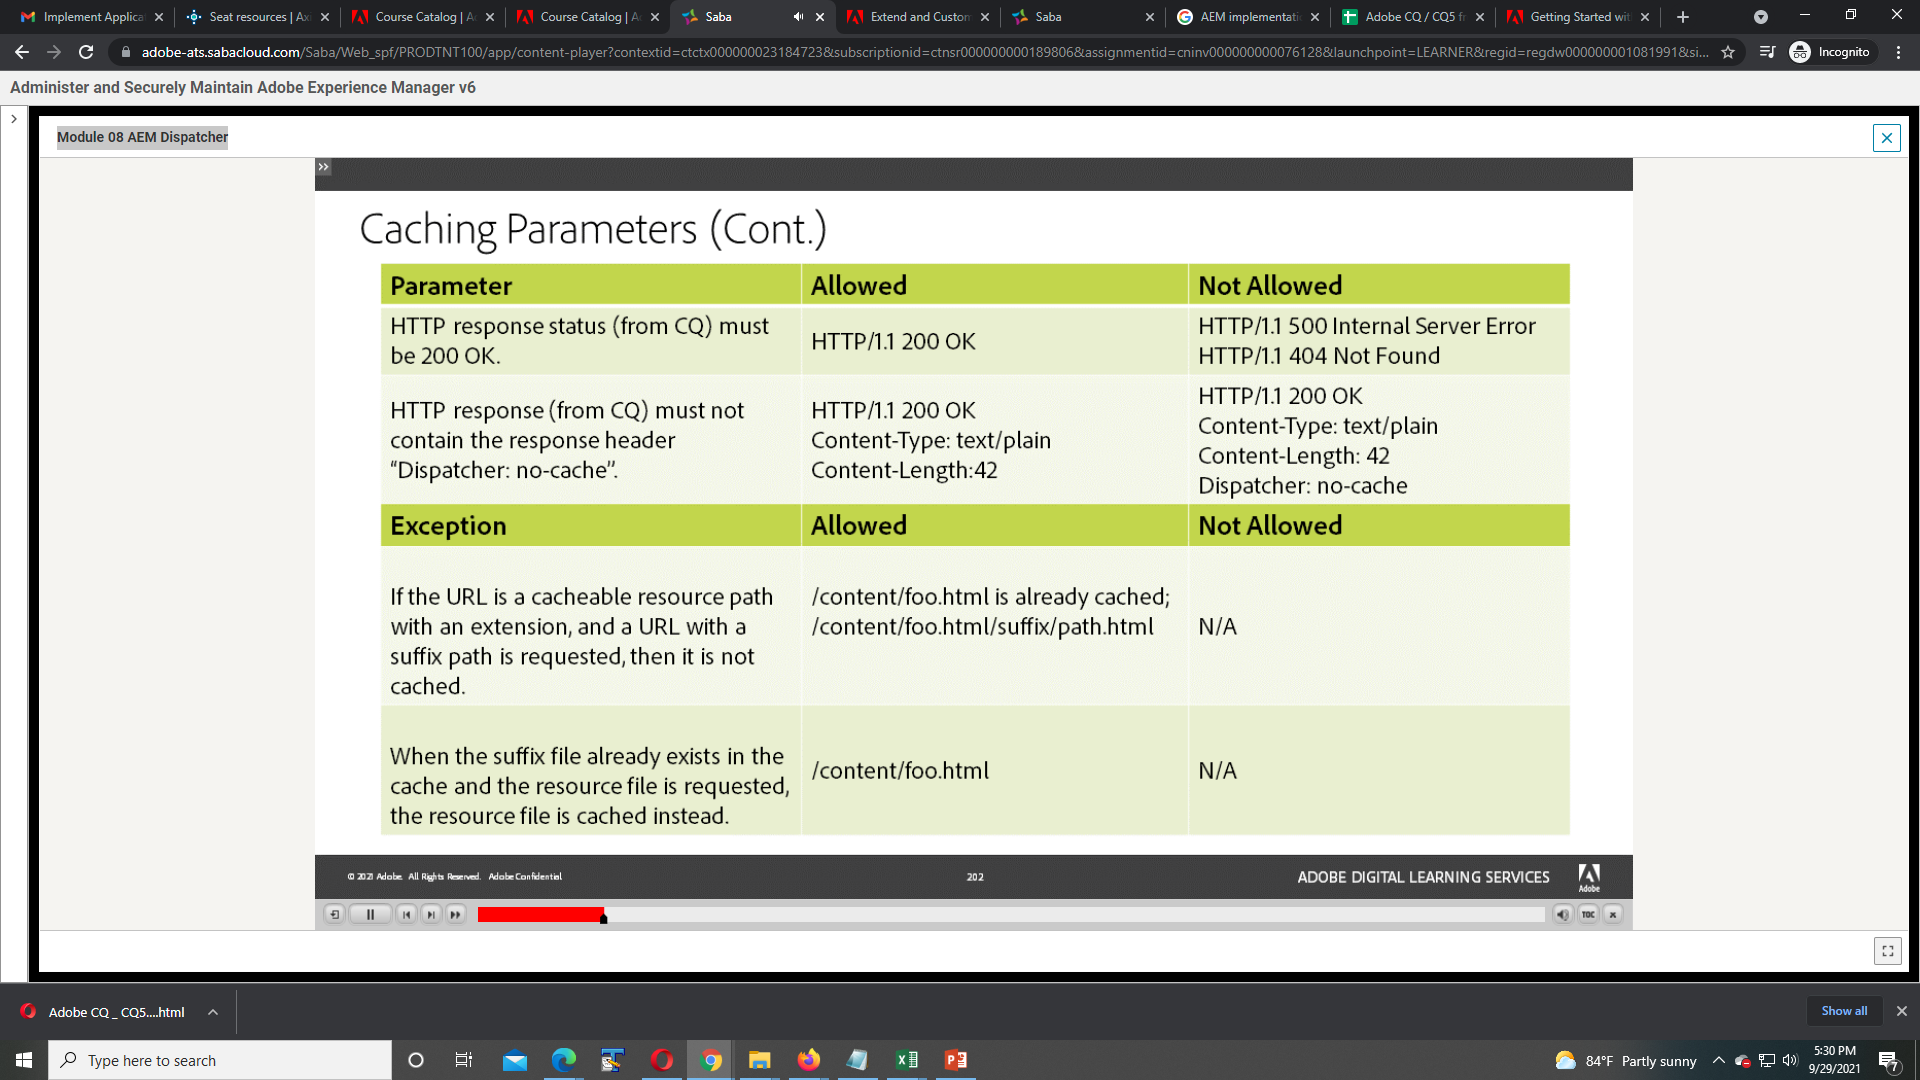 Implement Applica
Seat resources | Ax
Course Catalog | A
Course Catalog | A
Saba
Extend and Custom
Saba
AEM implementati
Adobe CQ / CQ5 fr
Getting Started wit
adobe-ats.sabacloud.com/Saba/Web_spf/PRODTNT100/app/content-player?contextid=ctctx000000023184723&subscriptionid=ctnsr000000000189806&assignmentid=cninv000000000076128&launchpoint=LEARNER&regid=regdw000000001081991&si...
Incognito
Administer and Securely Maintain Adobe Experience Manager v6
Module 08 AEM Dispatcher
Caching Parameters (Cont.)
Parameter
Allowed
Not Allowed
HTTP response status (from CQ) must
be 200 OK.
HTTP/1.1 200 OK
HTTP/1.1 500 Internal Server Error
HTTP/1.1 404 Not Found
HTTP response (from CQ) must not
contain the response header
“Dispatcher: no-cache”.
HTTP/1.1 200 OK
Content-Type: text/plain
Content-Length:42
HTTP/1.1 200 OK
Content-Type: text/plain
Content-Length: 42
Dispatcher: no-cache
Exception
Allowed
Not Allowed
If the URL is a cacheable resource path
with an extension, and a URL with a
suffix path is requested, then it is not
cached.
/content/foo.html is already cached;
/content/foo.html/suffix/path.html
N/A
When the suffix file already exists in the
cache and the resource file is requested,
the resource file is cached instead.
/content/foo.html
N/A
© 2021 Adobe. All Rights Reserved. Adobe Confidential
202
ADOBE DIGITAL LEARNING SERVICES
Adobe
TOC
Adobe CQ _ CQ5....html
Show all
Type here to search
84°F Partly sunny
5:30 PM
9/29/2021
7